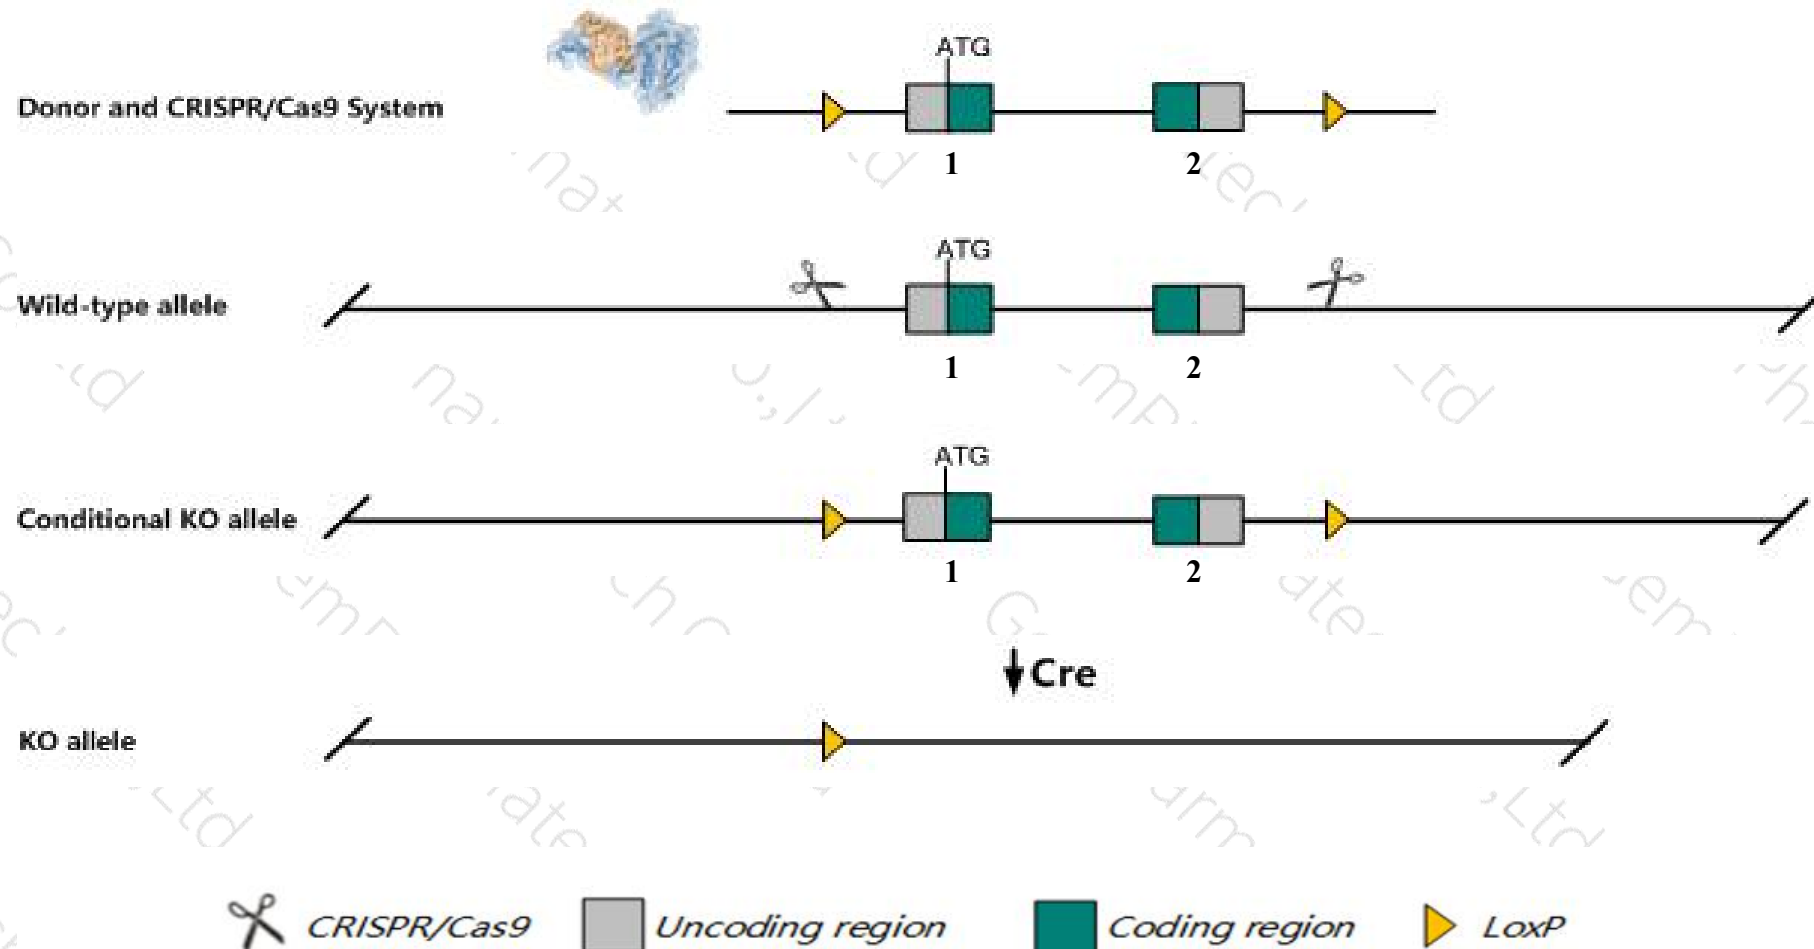 ATG
Donor and CRISPR/Cas9 System
1 2
ATG
Wild-type allele
1 2
ATG
Conditional KO allele
1 2
Cre
KO allele
CRISPR/Cas9 Uncoding region Coding region LoxP